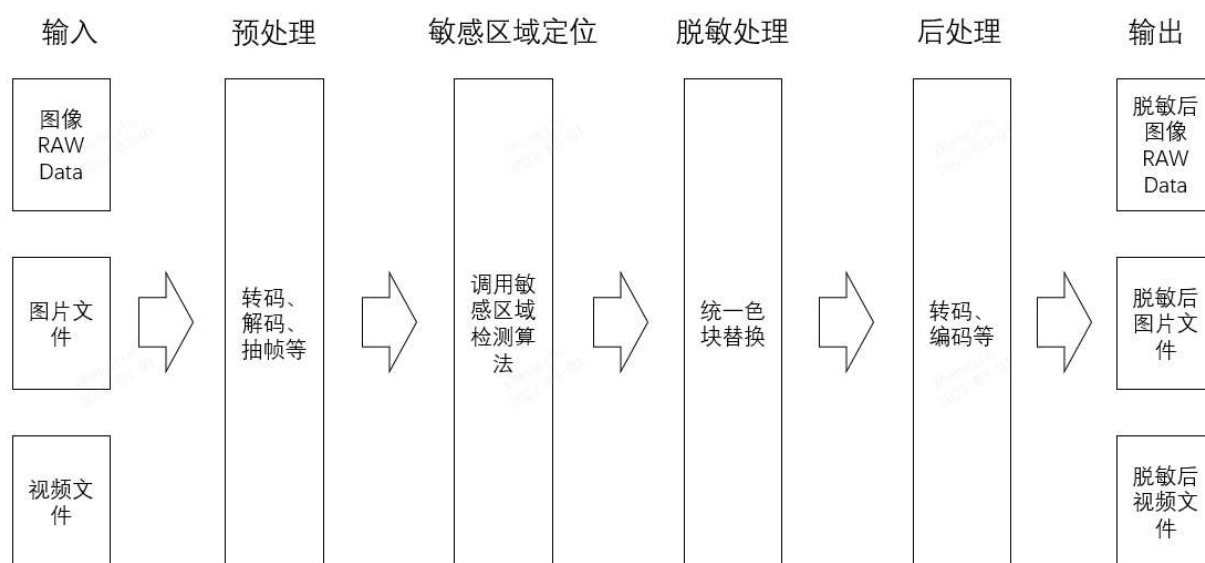 输入
预处理
敏感区域定位
脱敏处理
后处理
输出
图像
RAW
Data
图片文
件
视频文
件
转码、
解码、
抽帧等
调用敏
感区域
检测算
法
统一色
块替换
转码、
编码等
脱敏后
图像
RAW
Data
脱敏后
图片文
件
脱敏后
视频文
件